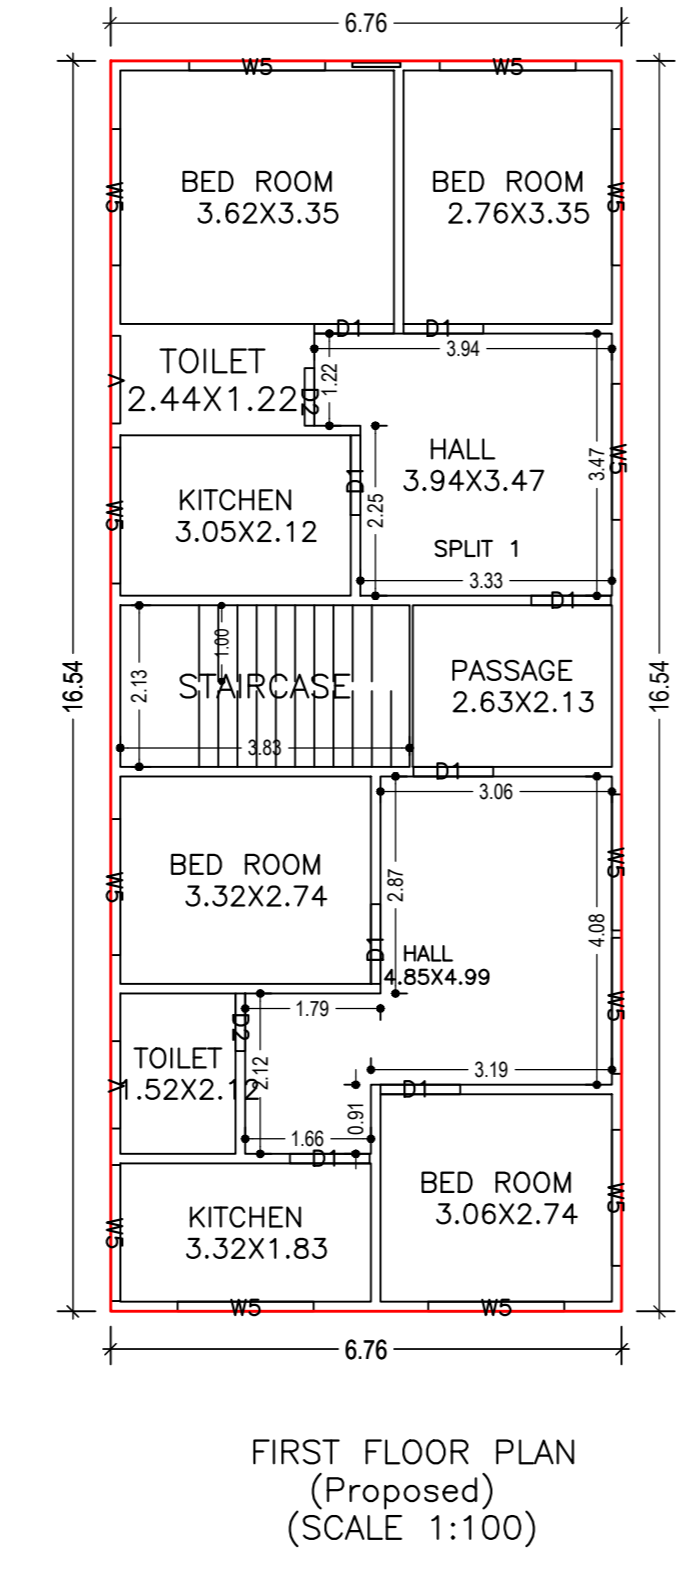 6.76
W5
W5
W5
BED ROOM
3.62X3.35
BED ROOM
2.76X3.35
W5
D1
D1
TOILET
2.44X1.22
V
D2
1.22
3.94
HALL
3.94X3.47
3.47
W5
KITCHEN
3.05X2.12
W5
D1
2.25
SPLIT 1
3.33
D1
16.54
2.13
1.00
STAIRCASE
3.83
PASSAGE
2.63X2.13
16.54
D1
3.06
BED ROOM
3.32X2.74
W5
2.87
W5
D1
HALL
4.85X4.99
4.08
1.79
W5
TOILET
1.52X2.12
V
D2
2.12
3.19
D1
0.91
1.66
D1
KITCHEN
3.32X1.83
W5
BED ROOM
3.06X2.74
W5
W5
W5
6.76
FIRST FLOOR PLAN
(Proposed)
(SCALE 1:100)